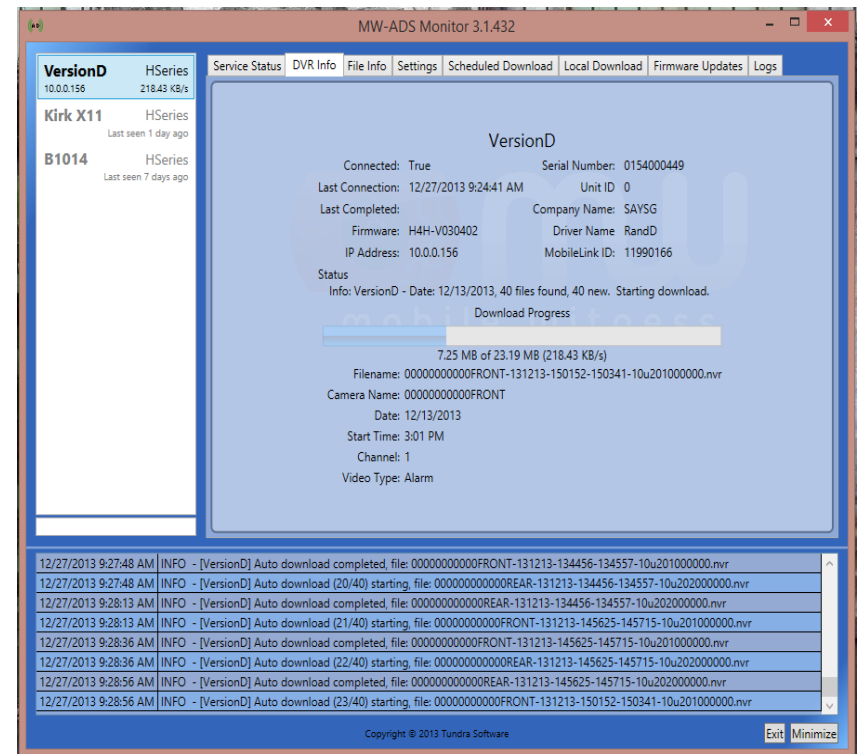 MW-ADS Monitor 3.1.432
VersionD HSeries
10.0.0.156 218.43 KB/s
Kirk X11 HSeries
Last seen 1 day ago
B1014 HSeries
Last seen 7 days ago
Service Status DVR Info File Info Settings Scheduled Download Local Download Firmware Updates Logs
VersionD
Connected: True Serial Number: 0154000449
Last Connection: 12/27/2013 9:24:41 AM Unit ID 0
Last Completed: Company Name: SAYSG
Firmware: H4H-V030402 Driver Name RandD
IP Address: 10.0.0.156 MobileLink ID: 11990166
Status
Info: VersionD - Date: 12/13/2013, 40 files found, 40 new. Starting download.
Download Progress
mobile witness
7.25 MB of 23.19 MB (218.43 KB/s)
Filename: 00000000000FRONT-131213-150152-150341-10u201000000.nvr
Camera Name: 00000000000FRONT
Date: 12/13/2013
Start Time: 3:01 PM
Channel: 1
Video Type: Alarm
12/27/2013 9:27:48 AM INFO - [VersionD] Auto download completed, file: 00000000000FRONT-131213-134456-134557-10u201000000.nvr
12/27/2013 9:27:48 AM INFO - [VersionD] Auto download (20/40) starting, file: 000000000000REAR-131213-134456-134557-10u202000000.nvr
12/27/2013 9:28:13 AM INFO - [VersionD] Auto download completed, file: 000000000000REAR-131213-134456-134557-10u202000000.nvr
12/27/2013 9:28:13 AM INFO - [VersionD] Auto download (21/40) starting, file: 00000000000FRONT-131213-145625-145715-10u201000000.nvr
12/27/2013 9:28:36 AM INFO - [VersionD] Auto download completed, file: 00000000000FRONT-131213-145625-145715-10u201000000.nvr
12/27/2013 9:28:36 AM INFO - [VersionD] Auto download (22/40) starting, file: 000000000000REAR-131213-145625-145715-10u202000000.nvr
12/27/2013 9:28:56 AM INFO - [VersionD] Auto download completed, file: 000000000000REAR-131213-145625-145715-10u202000000.nvr
12/27/2013 9:28:56 AM INFO - [VersionD] Auto download (23/40) starting, file: 00000000000FRONT-131213-150152-150341-10u201000000.nvr
Copyright © 2013 Tundra Software
Exit Minimize